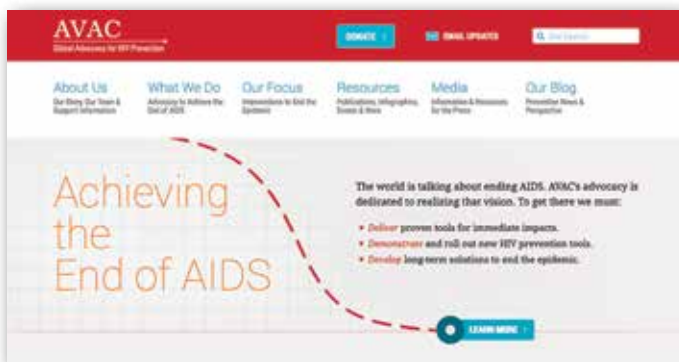 AVAC
Global Advocacy for HIV Prevention
DONATE
EMAIL UPDATES
Site Search
About Us
Our Story, Our Team &
Support Information
What We Do
Advocacy to Achieve the
End of AIDS
Our Focus
Interventions to End the
Epidemic
Resources
Publications, Infographics,
Events & More
Media
Information & Resources
for the Press
Our Blog
Prevention News &
Perspective
Achieving
the
End of AIDS
The world is talking about ending AIDS. AVAC's advocacy is
dedicated to realizing that vision. To get there we must:
Deliver proven tools for immediate impacts.
Demonstrate and roll out new HIV prevention tools.
Develop long-term solutions to end the epidemic.
LEARN MORE